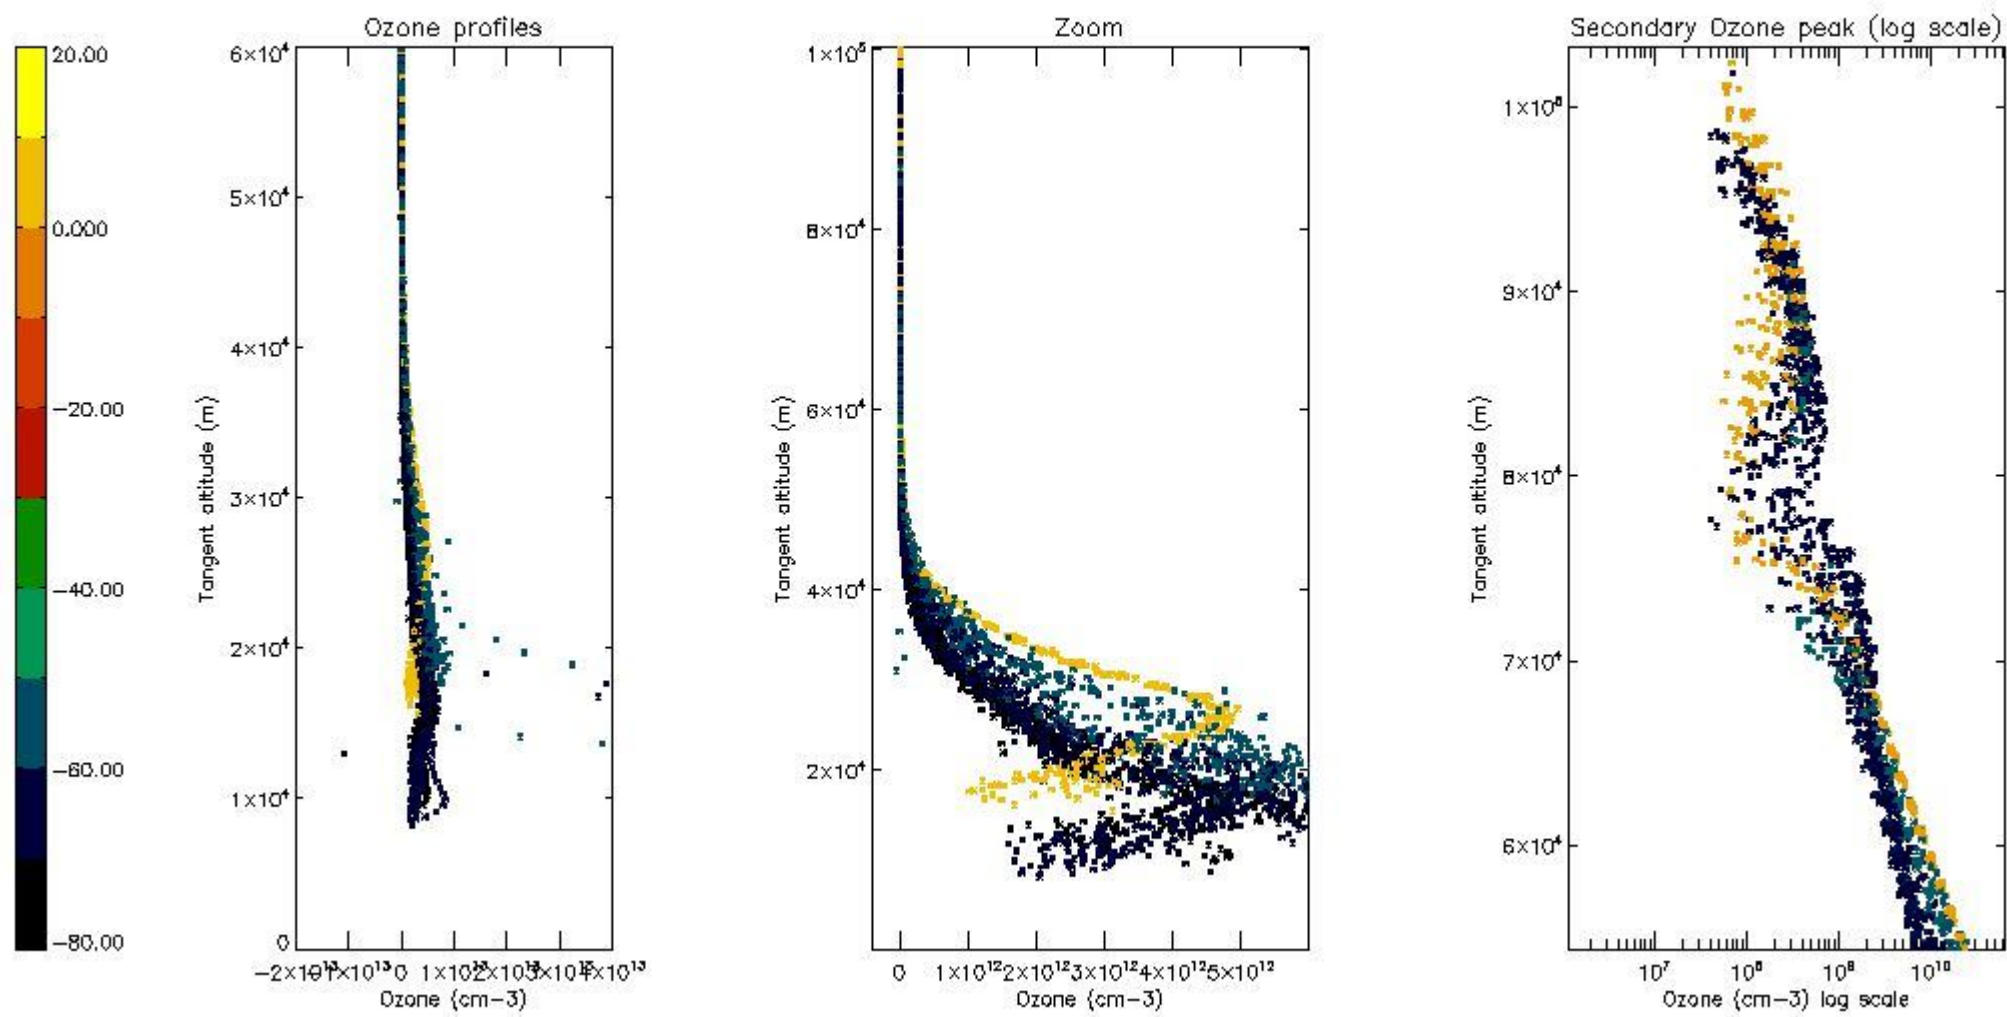 Ozone profiles
Zoom
Secondary Ozone peak (log scale)
20.00
0.000
−20.00
−40.00
−60.00
−80.00
6×10⁴
5×10⁴
4×10⁴
3×10⁴
2×10⁴
1×10⁴
0
Tangent altitude (m)
0
Ozone (cm−3)
1×10⁵
8×10⁴
6×10⁴
4×10⁴
2×10⁴
Tangent altitude (m)
0 1×10¹² 2×10¹² 3×10¹² 4×10¹² 5×10¹²
Ozone (cm−3)
1×10⁵
9×10⁴
8×10⁴
7×10⁴
6×10⁴
Tangent altitude (m)
10⁷ 10⁸ 10⁹ 10¹⁰
Ozone (cm−3) log scale